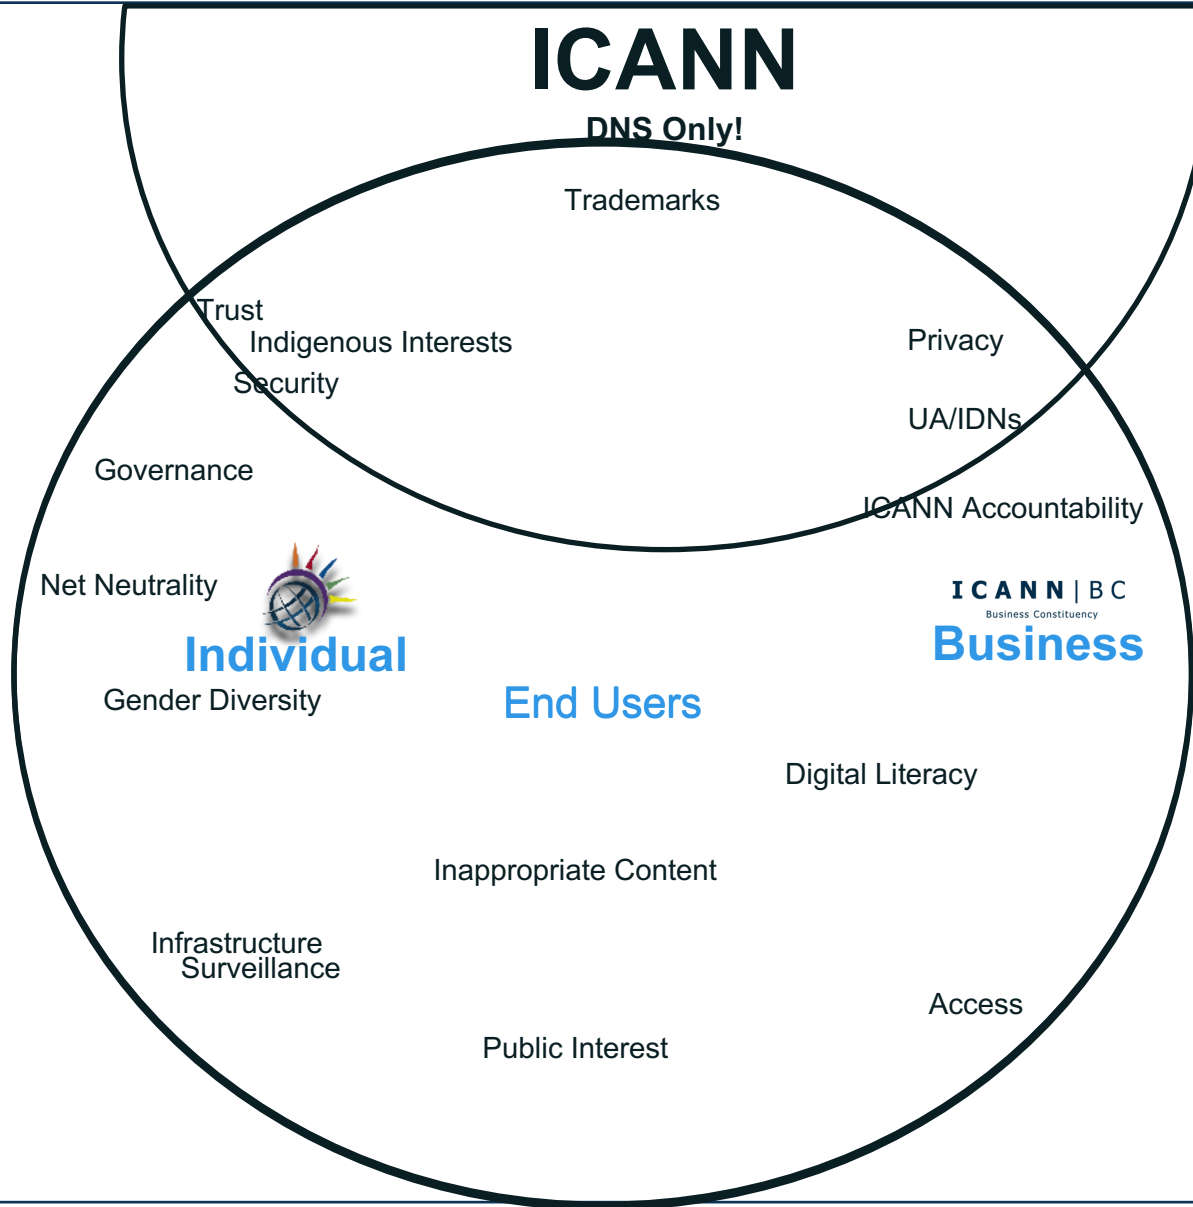 ICANN
DNS Only!
Trademarks
Trust
Indigenous Interests
Privacy
Security
UA/IDNs
Governance
ICANN Accountability
Net Neutrality
ICANN|BC
Business Constituency
Individual
Business
Gender Diversity
End Users
Digital Literacy
Inappropriate Content
Infrastructure
Surveillance
Access
Public Interest